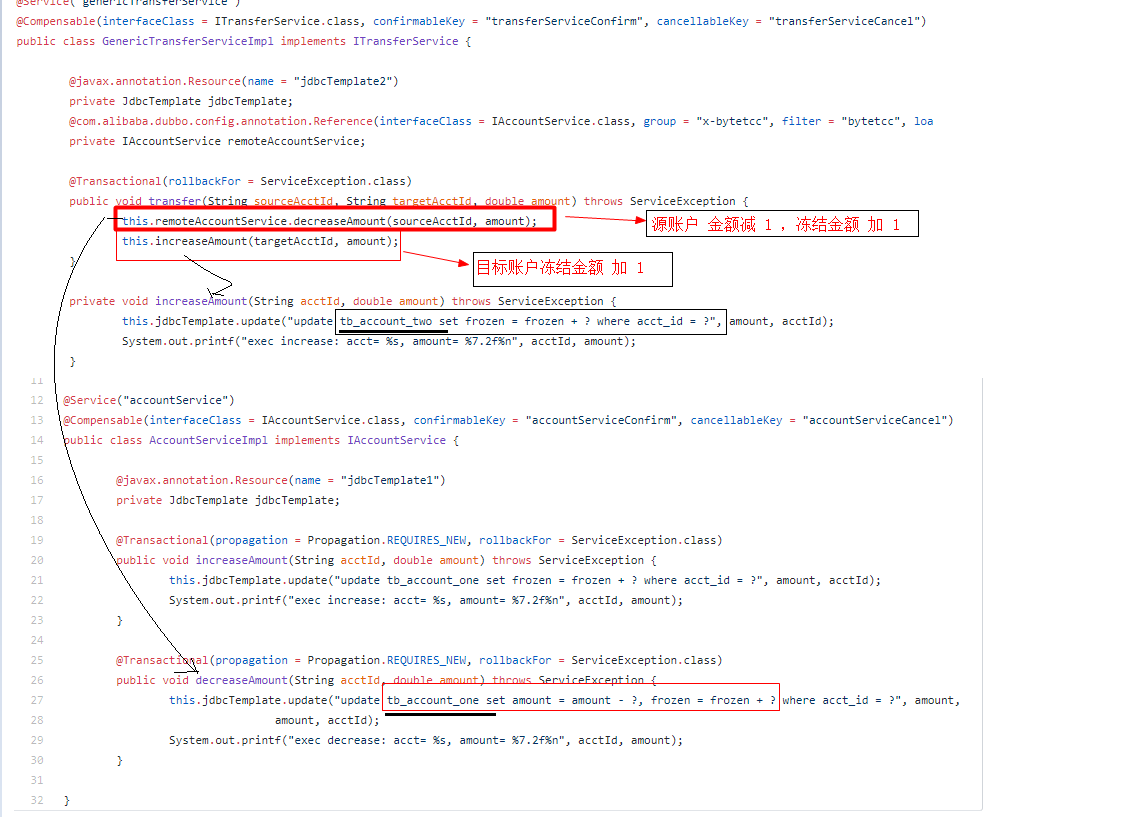 @Service("genericTransferService")
@Compensable(interfaceClass = ITransferService.class, confirmableKey = "transferServiceConfirm", cancellableKey = "transferServiceCancel")
public class GenericTransferServiceImpl implements ITransferService {
@javax.annotation.Resource(name = "jdbcTemplate2")
private JdbcTemplate jdbcTemplate;
@com.alibaba.dubbo.config.annotation.Reference(interfaceClass = IAccountService.class, group = "x-bytetcc", filter = "bytetcc", loa
private IAccountService remoteAccountService;
@Transactional(rollbackFor = ServiceException.class)
public void transfer(String sourceAcctId, String targetAcctId, double amount) throws ServiceException {
this.remoteAccountService.decreaseAmount(sourceAcctId, amount);
源账户 金额减 1 ，冻结金额 加 1
this.increaseAmount(targetAcctId, amount);
}
目标账户冻结金额 加 1
private void increaseAmount(String acctId, double amount) throws ServiceException {
this.jdbcTemplate.update("update tb_account_two set frozen = frozen + ? where acct_id = ?", amount, acctId);
System.out.printf("exec increase: acct= %s, amount= %7.2f%n", acctId, amount);
}
11
12 @Service("accountService")
13 @Compensable(interfaceClass = IAccountService.class, confirmableKey = "accountServiceConfirm", cancellableKey = "accountServiceCancel")
14 public class AccountServiceImpl implements IAccountService {
15
16 @javax.annotation.Resource(name = "jdbcTemplate1")
17 private JdbcTemplate jdbcTemplate;
18
19 @Transactional(propagation = Propagation.REQUIRES_NEW, rollbackFor = ServiceException.class)
20 public void increaseAmount(String acctId, double amount) throws ServiceException {
21 this.jdbcTemplate.update("update tb_account_one set frozen = frozen + ? where acct_id = ?", amount, acctId);
22 System.out.printf("exec increase: acct= %s, amount= %7.2f%n", acctId, amount);
23 }
24
25 @Transactional(propagation = Propagation.REQUIRES_NEW, rollbackFor = ServiceException.class)
26 public void decreaseAmount(String acctId, double amount) throws ServiceException {
27 this.jdbcTemplate.update("update tb_account_one set amount = amount - ?, frozen = frozen + ? where acct_id = ?", amount,
28 amount, acctId);
29 System.out.printf("exec decrease: acct= %s, amount= %7.2f%n", acctId, amount);
30 }
31
32 }